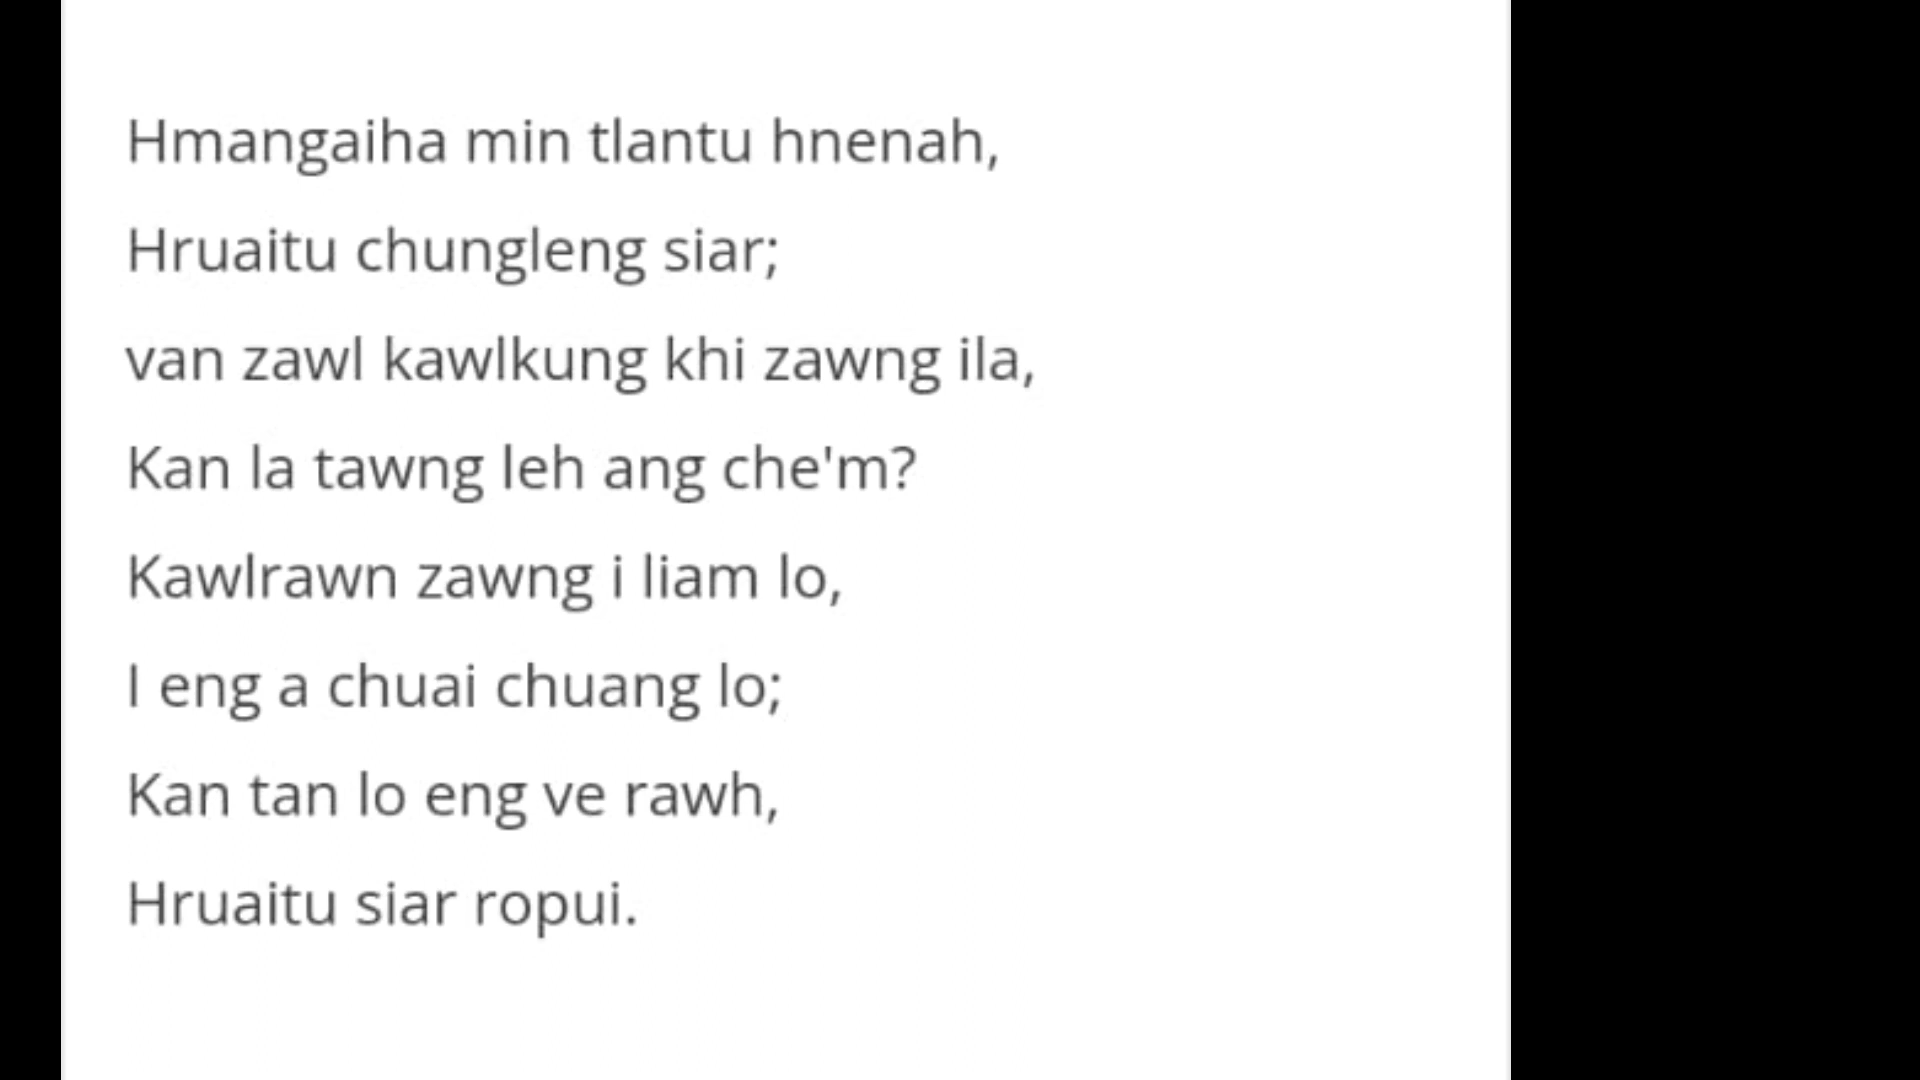 Hmangaiha min tlantu hnenah,
Hruaitu chungleng siar;
van zawl kawlkung khi zawng ila,
Kan la tawng leh ang che'm?
Kawlrawn zawng i liam lo,
I eng a chuai chuang lo;
Kan tan lo eng ve rawh,
Hruaitu siar ropui.